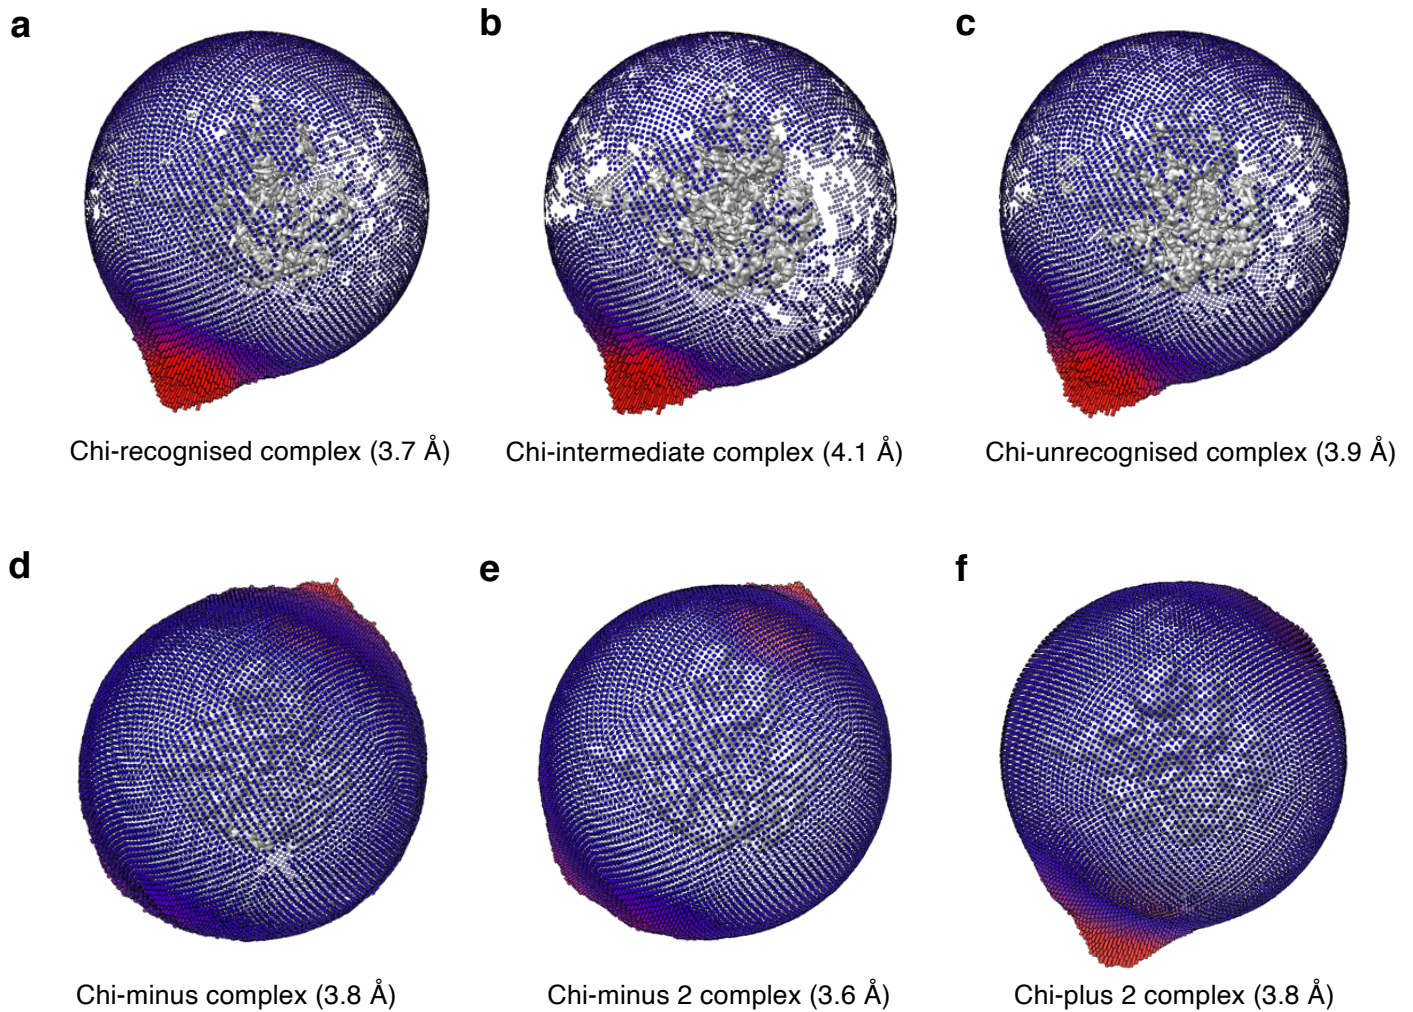 a
b
c
Chi-recognised complex (3.7 Å)
Chi-intermediate complex (4.1 Å)
Chi-unrecognised complex (3.9 Å)
d
e
f
Chi-minus complex (3.8 Å)
Chi-minus 2 complex (3.6 Å)
Chi-plus 2 complex (3.8 Å)